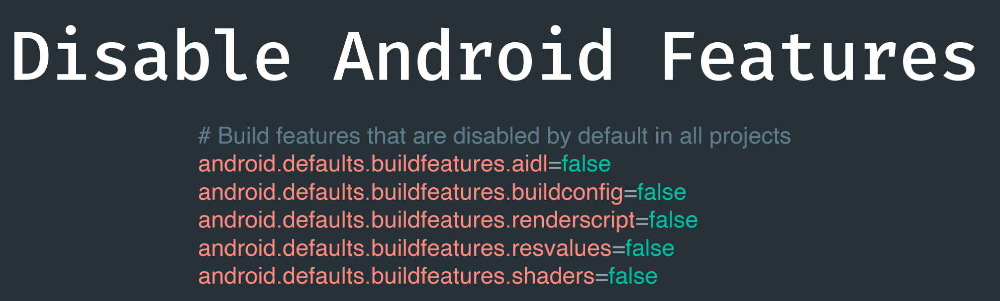 Disable Android Features
# Build features that are disabled by default in all projects
android.defaults.buildfeatures.aidl=false
android.defaults.buildfeatures.buildconfig=false
android.defaults.buildfeatures.renderscript=false
android.defaults.buildfeatures.resvalues=false
android.defaults.buildfeatures.shaders=false